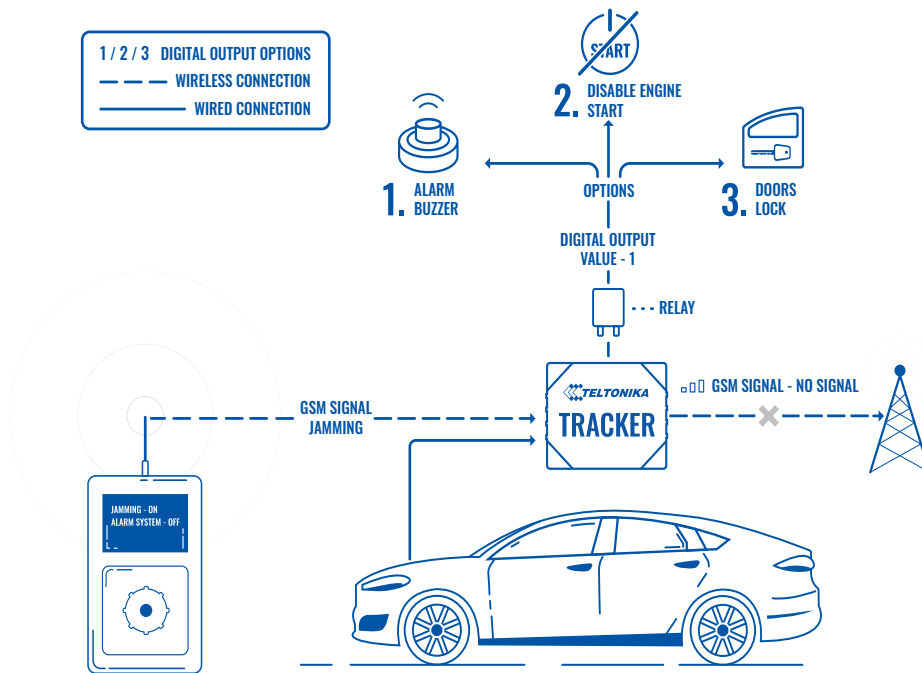 1 / 2 / 3 DIGITAL OUTPUT OPTIONS
WIRELESS CONNECTION
WIRED CONNECTION
START
2. DISABLE ENGINE
START
1. ALARM
BUZZER
OPTIONS
3. DOORS
LOCK
DIGITAL OUTPUT
VALUE - 1
RELAY
TELTONIKA
TRACKER
GSM SIGNAL - NO SIGNAL
GSM SIGNAL
JAMMING
JAMMING - ON
ALARM SYSTEM - OFF